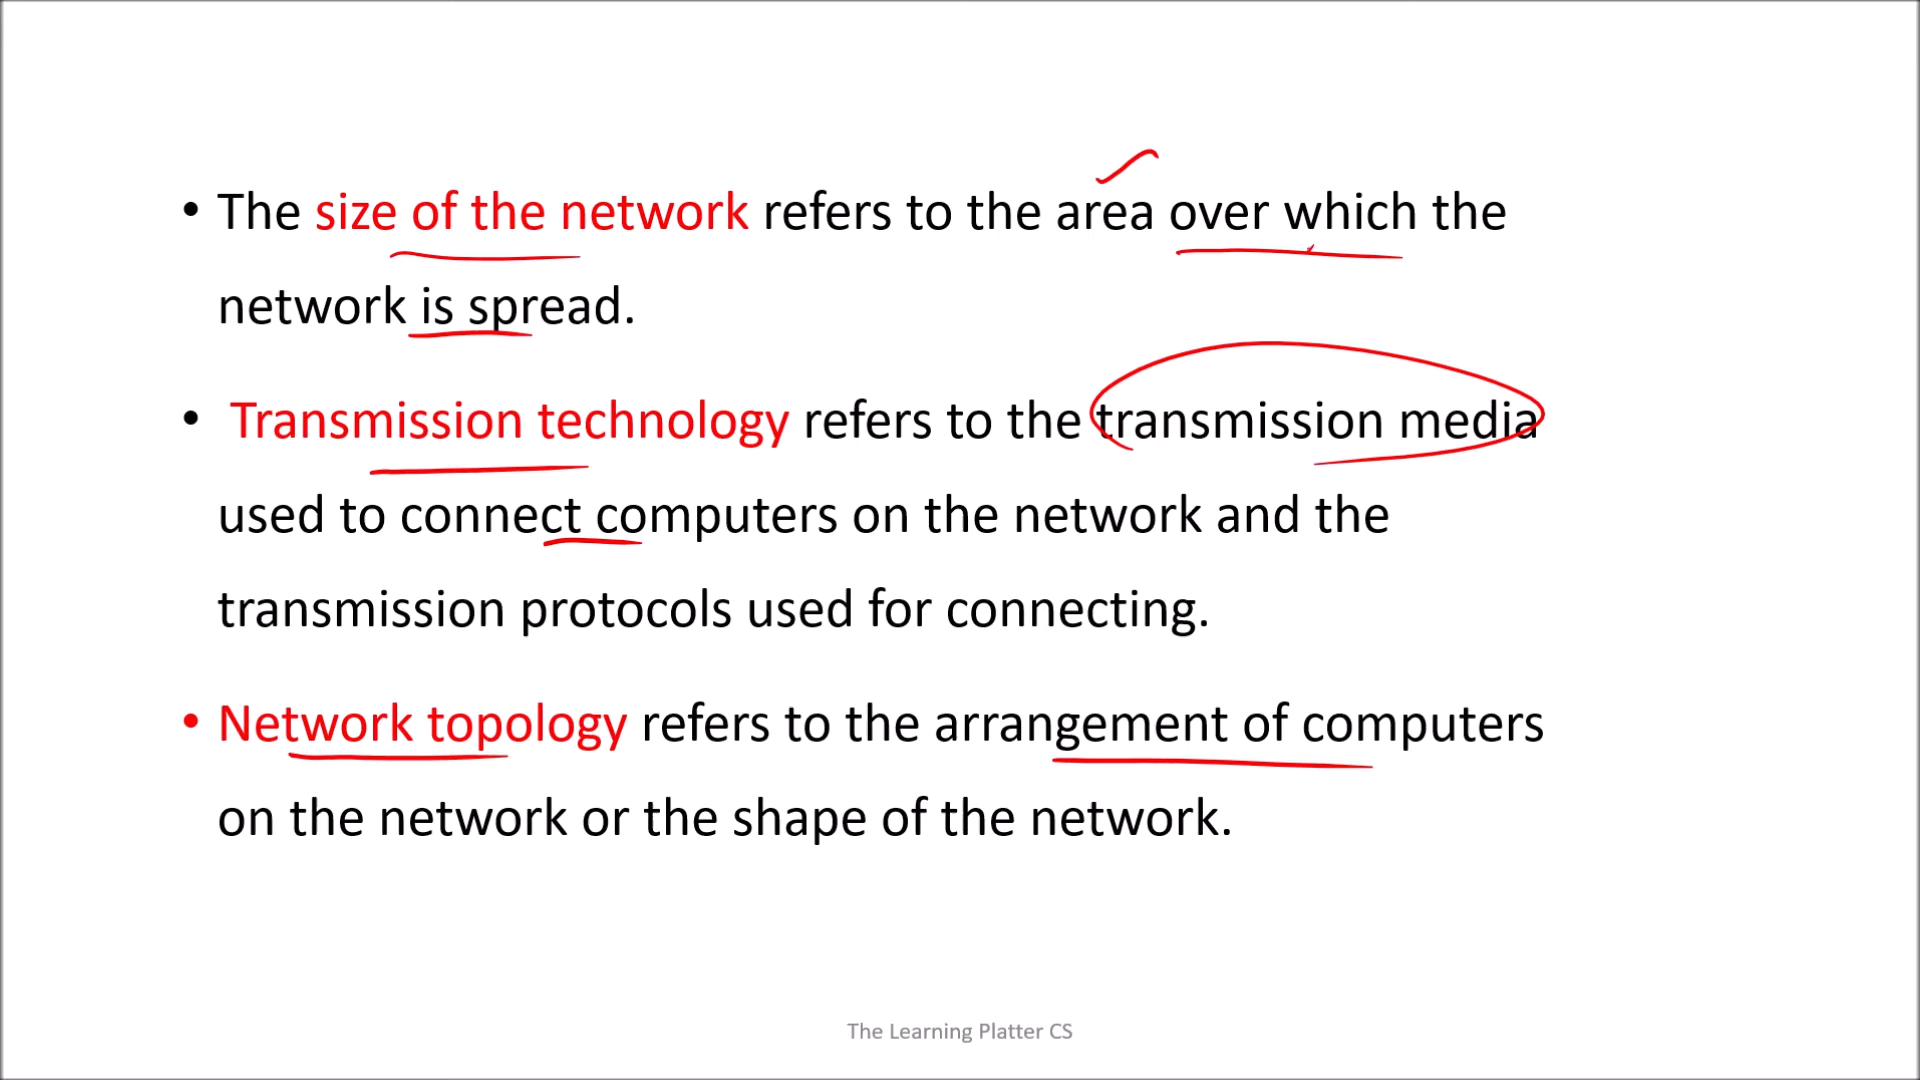 • The size of the network refers to the area over which the
network is spread.
• Transmission technology refers to the transmission media
used to connect computers on the network and the
transmission protocols used for connecting.
• Network topology refers to the arrangement of computers
on the network or the shape of the network.
The Learning Platter CS